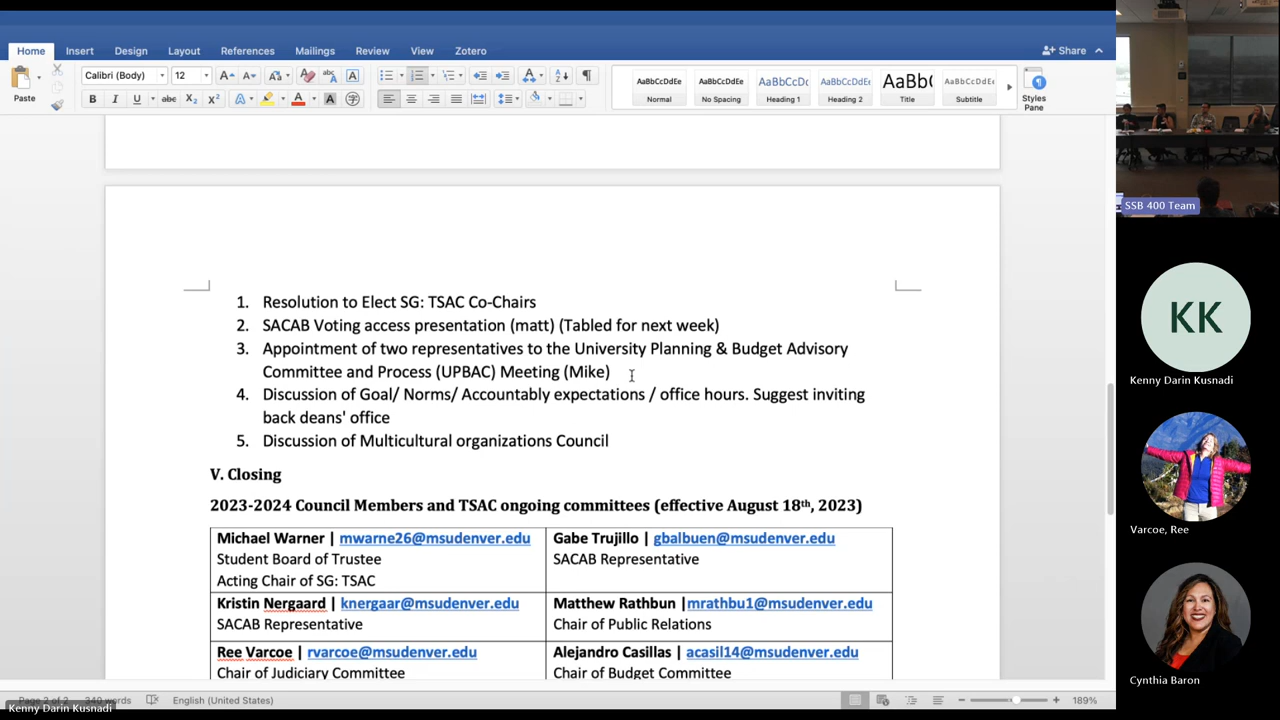 Home Insert Design Layout References Mailings Review View Zotero Share
Calibri (Body) 12
AaBbCcDdEe AaBbCcDdEe AaBbCcDc AaBbCcDdEe AaBb( AaBbCcDdEe
Paste
Normal No Spacing Heading 1 Heading 2 Title Subtitle
Styles
Pane
1. Resolution to Elect SG: TSAC Co-Chairs
2. SACAB Voting access presentation (matt) (Tabled for next week)
3. Appointment of two representatives to the University Planning & Budget Advisory
Committee and Process (UPBAC) Meeting (Mike)
4. Discussion of Goal/ Norms/ Accountably expectations / office hours. Suggest inviting
back deans' office
5. Discussion of Multicultural organizations Council
V. Closing
2023-2024 Council Members and TSAC ongoing committees (effective August 18th, 2023)
Michael Warner | mwarne26@msudenver.edu
Student Board of Trustee
Acting Chair of SG: TSAC
Gabe Trujillo | gbalbuen@msudenver.edu
SACAB Representative
Kristin Nergaard | knergaar@msudenver.edu
SACAB Representative
Matthew Rathbun |mrathbu1@msudenver.edu
Chair of Public Relations
Ree Varcoe | rvarcoe@msudenver.edu
Chair of Judiciary Committee
Alejandro Casillas | acasil14@msudenver.edu
Chair of Budget Committee
Page 2 of 2 340 words English (United States) 189%
Kenny Darin Kusnadi
SSB 400 Team
KK
Kenny Darin Kusnadi
Varcoe, Ree
Cynthia Baron